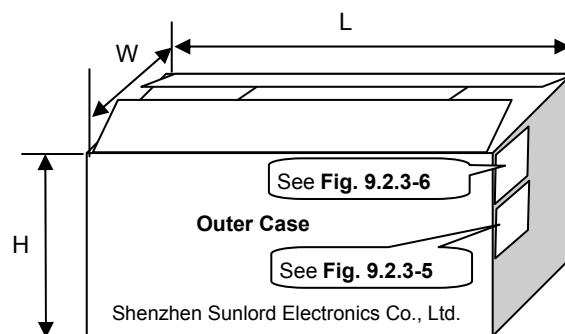 L
W
See Fig. 9.2.3-6
Outer Case
H
See Fig. 9.2.3-5
Shenzhen Sunlord Electronics Co., Ltd.